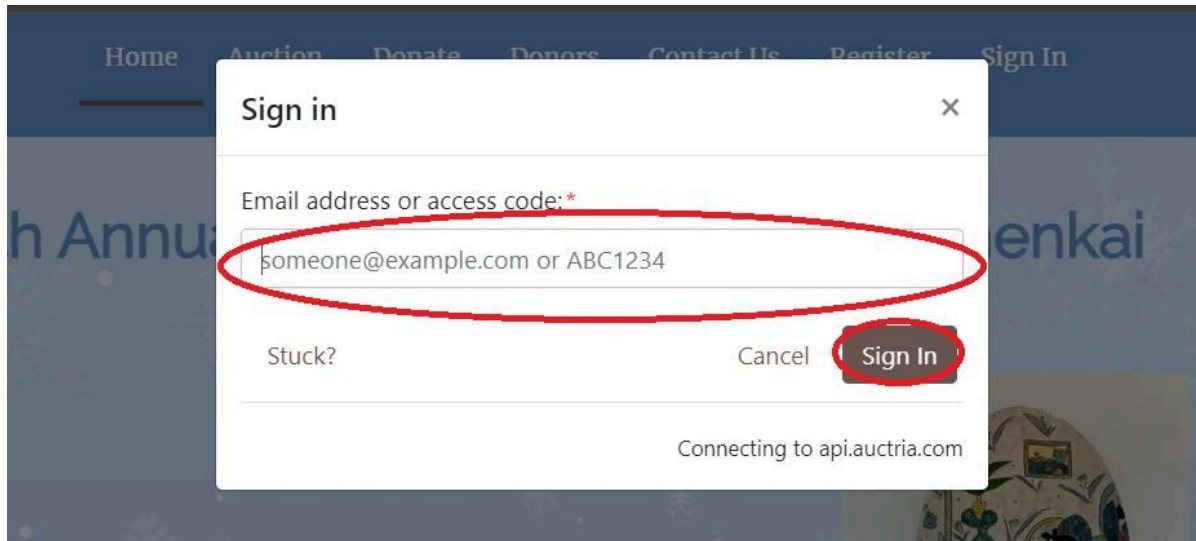 Home Auction Donate Donors Contact Us Register Sign In
Sign in ×
Email address or access code:*
h Annua enkai
someone@example.com or ABC1234
Stuck? Cancel Sign In
Connecting to api.auctria.com